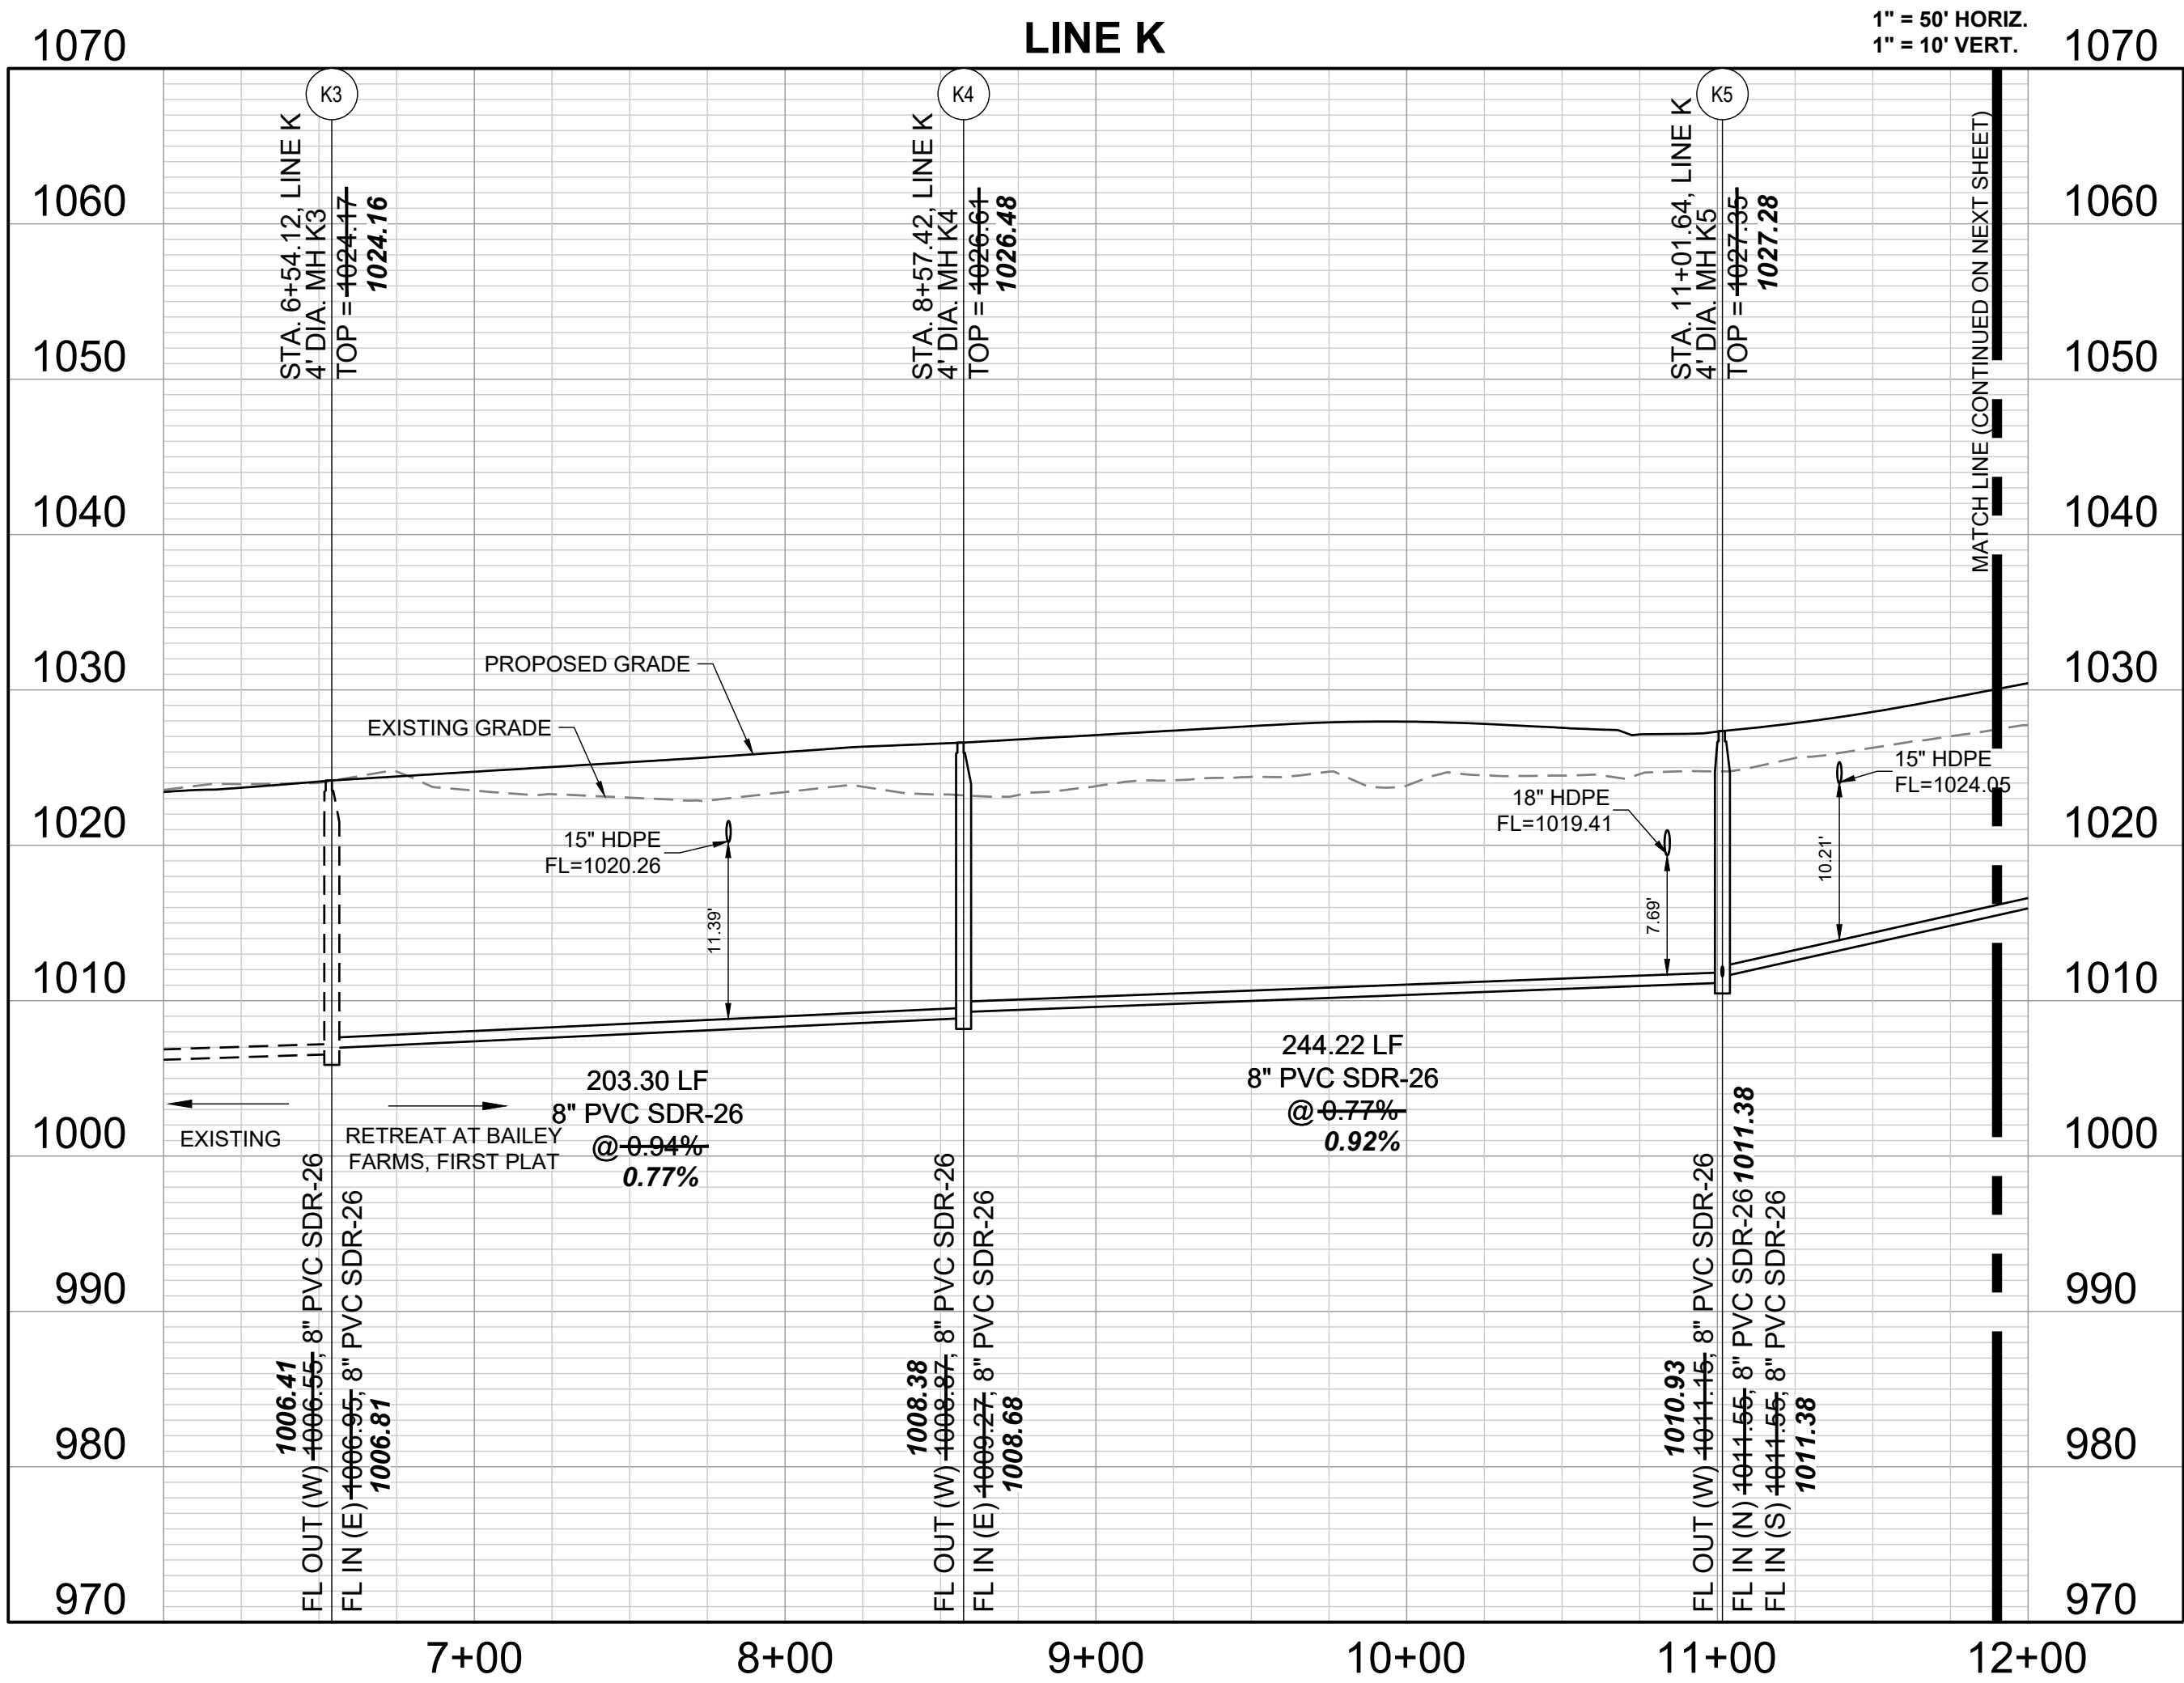 LINE K
1" = 50' HORIZ.
1" = 10' VERT.
1070
1060
1050
1040
1030
1020
1010
1000
990
980
970
1070
1060
1050
1040
1030
1020
1010
1000
990
980
970
K3
STA. 6+54.12, LINE K
4' DIA. MH K3
TOP = 1024.17
1024.16
K4
STA. 8+57.42, LINE K
4' DIA. MH K4
TOP = 1026.61
1026.48
K5
STA. 11+01.64, LINE K
4' DIA. MH K5
TOP = 1027.35
1027.28
MATCH LINE (CONTINUED ON NEXT SHEET)
PROPOSED GRADE
EXISTING GRADE
15" HDPE
FL=1020.26
11.39'
18" HDPE
FL=1019.41
7.69'
15" HDPE
FL=1024.05
10.21'
203.30 LF
8" PVC SDR-26
@ 0.94%
0.77%
244.22 LF
8" PVC SDR-26
@ 0.77%
0.92%
EXISTING
RETREAT AT BAILEY
FARMS, FIRST PLAT
1006.41
FL OUT (W) 1006.55, 8" PVC SDR-26
FL IN (E) 1006.95, 8" PVC SDR-26
1006.81
1008.38
FL OUT (W) 1008.87, 8" PVC SDR-26
FL IN (E) 1009.27, 8" PVC SDR-26
1008.68
1010.93
FL OUT (W) 1011.15, 8" PVC SDR-26
FL IN (N) 1011.55, 8" PVC SDR-26 1011.38
FL IN (S) 1011.55, 8" PVC SDR-26
1011.38
7+00
8+00
9+00
10+00
11+00
12+00